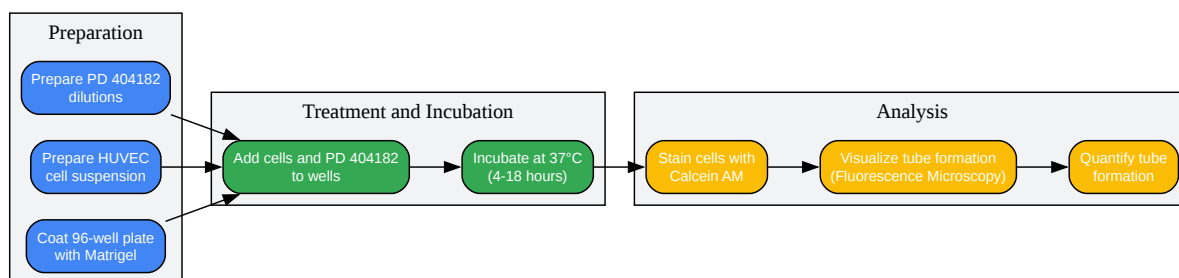 Preparation
Prepare PD 404182
dilutions
Prepare HUVEC
cell suspension
Coat 96-well plate
with Matrigel
Treatment and Incubation
Add cells and PD 404182
to wells
Incubate at 37°C
(4-18 hours)
Analysis
Stain cells with
Calcein AM
Visualize tube formation
(Fluorescence Microscopy)
Quantify tube
formation